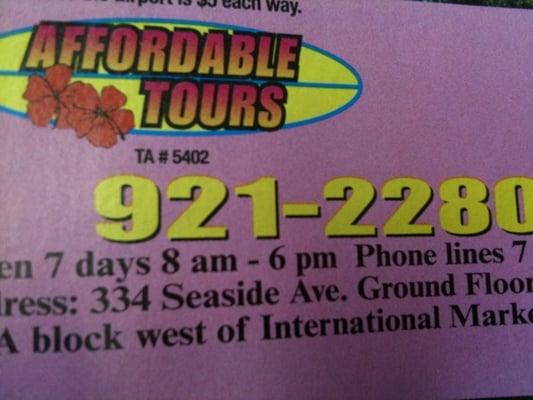 airport is $5 each way.
AFFORDABLE
TOURS
TA # 5402
921-2280
en 7 days 8 am - 6 pm Phone lines 7
dress: 334 Seaside Ave. Ground Floor
A block west of International Marke